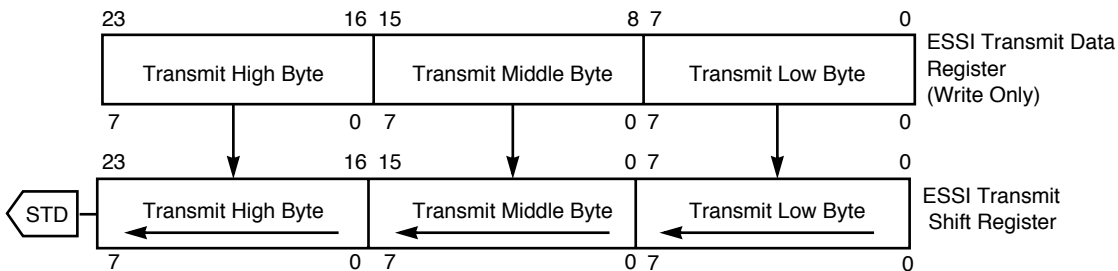 23 16 15 8 7 0
ESSI Transmit Data
Register
(Write Only)
Transmit High Byte Transmit Middle Byte Transmit Low Byte
7 0 7 0 7 0
23 16 15 0 7 0
STD
Transmit High Byte Transmit Middle Byte Transmit Low Byte
ESSI Transmit
Shift Register
7 0 7 0 7 0